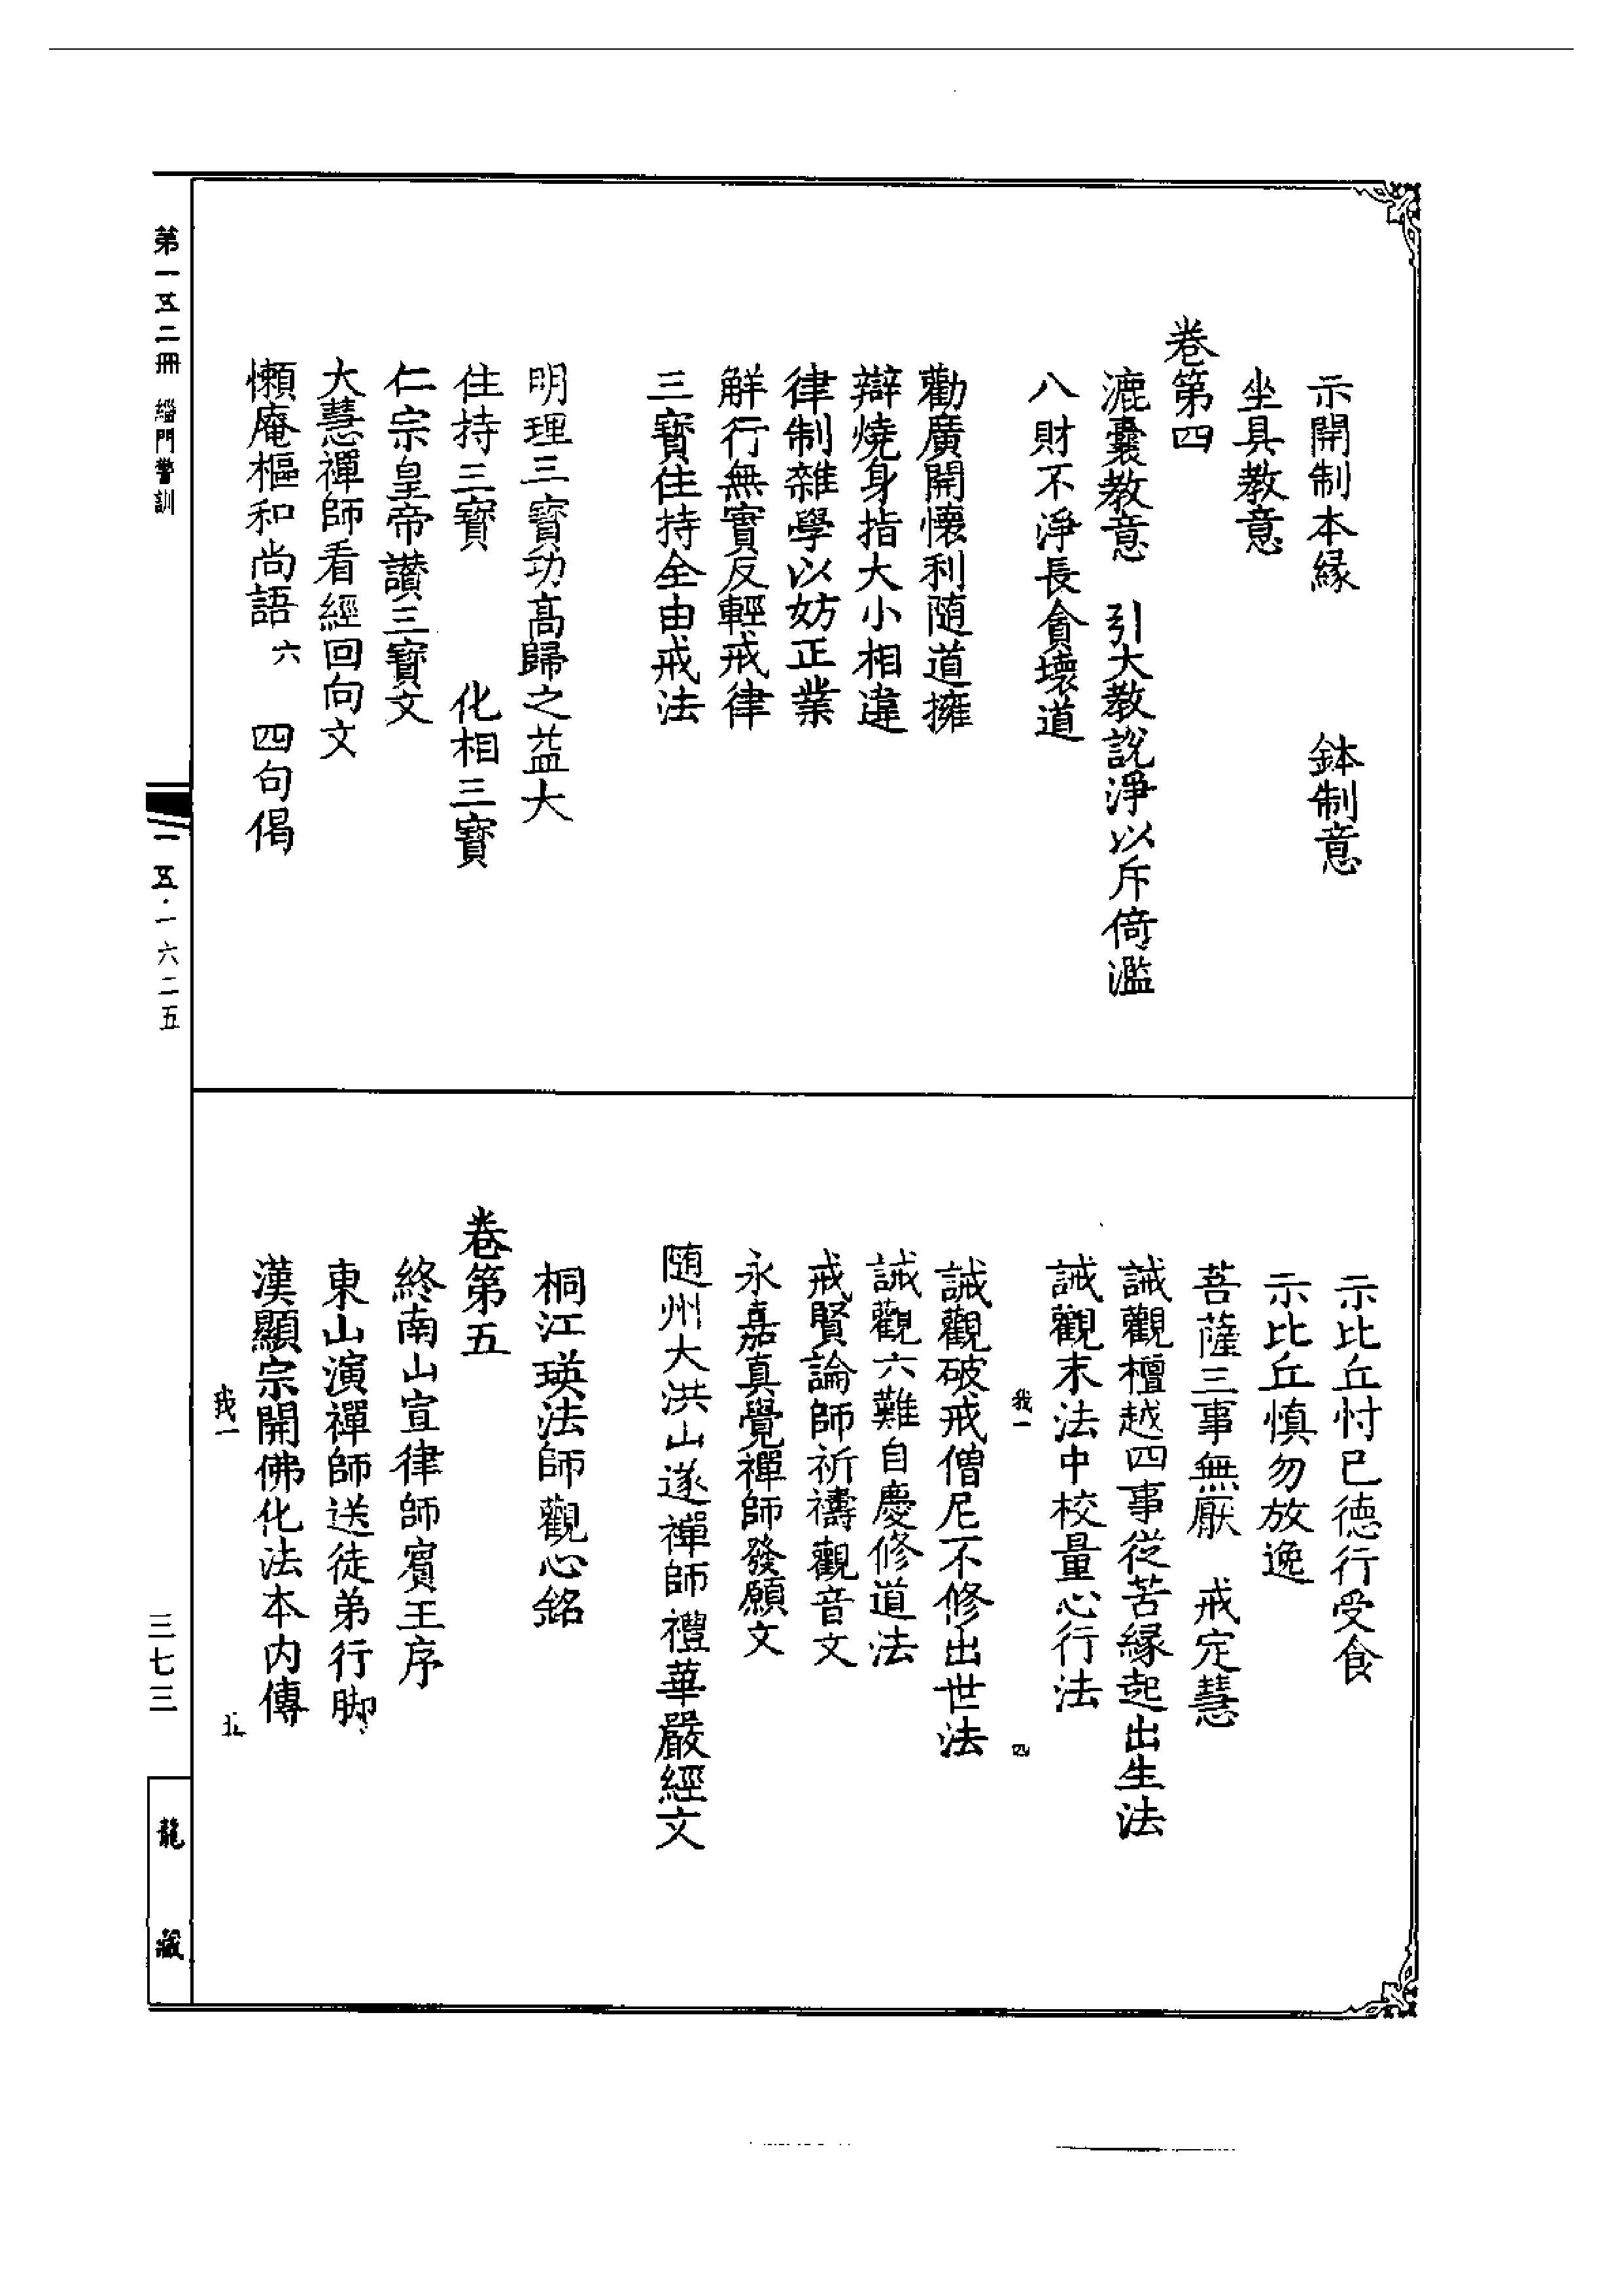 示開制本緣　鉢制意
坐具教意
卷第四
漉囊教意　引大教說淨以斥倚濫
八財不淨長貪壞道
勸廣開懷利隨道擁
辯燒身指大小相違
律制雜學以妨正業
解行無實反輕戒律
三寶住持全由戒法
明理三寶功高歸之益大
住持三寶　化相三寶
仁宗皇帝讚三寶文
大慧禪師看經回向文
懶庵樞和尚語六　四句偈
示比丘忖已德行受食
示比丘慎勿放逸
菩薩三事無厭　戒定慧
誡觀檀越四事從苦緣起出生法
誡觀末法中校量心行法
我一　四
誡觀破戒僧尼不修出世法
誡觀六難自慶修道法
戒賢論師祈禱觀音文
永嘉真覺禪師發願文
随州大洪山遂禪師禮華嚴經文
桐江瑛法師觀心銘
卷第五
終南山宣律師賓主序
東山演禪師送徒弟行脚
漢顯宗開佛化法本内傳
我一　五
第一五二冊　緇門警訓
一五·一六二五
三七三
龍藏